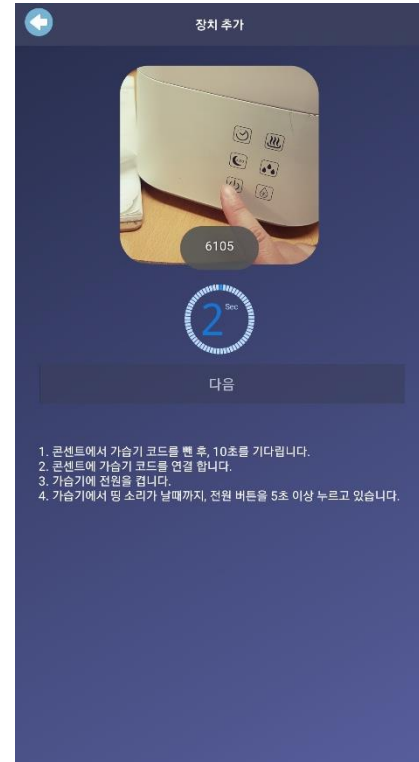 장치 추가
6105
2 Sec
다음
1. 콘센트에서 가습기 코드를 뺀 후, 10초를 기다립니다.
2. 콘센트에 가습기 코드를 연결 합니다.
3. 가습기에 전원을 켭니다.
4. 가습기에서 띵 소리가 날때까지, 전원 버튼을 5초 이상 누르고 있습니다.